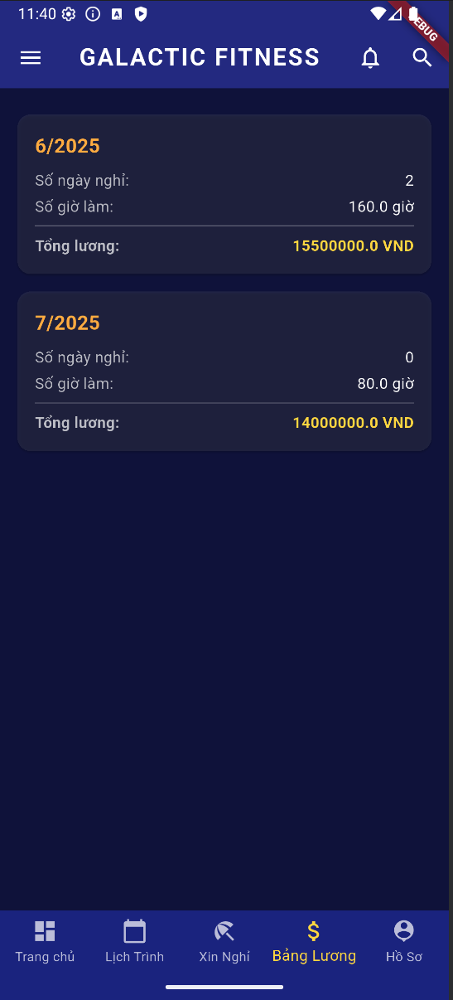 11:40
DEBUG
GALACTIC FITNESS
6/2025
Số ngày nghỉ: 2
Số giờ làm: 160.0 giờ
Tổng lương: 15500000.0 VND
7/2025
Số ngày nghỉ: 0
Số giờ làm: 80.0 giờ
Tổng lương: 14000000.0 VND
Trang chủ Lịch Trình Xin Nghỉ Bảng Lương Hồ Sơ